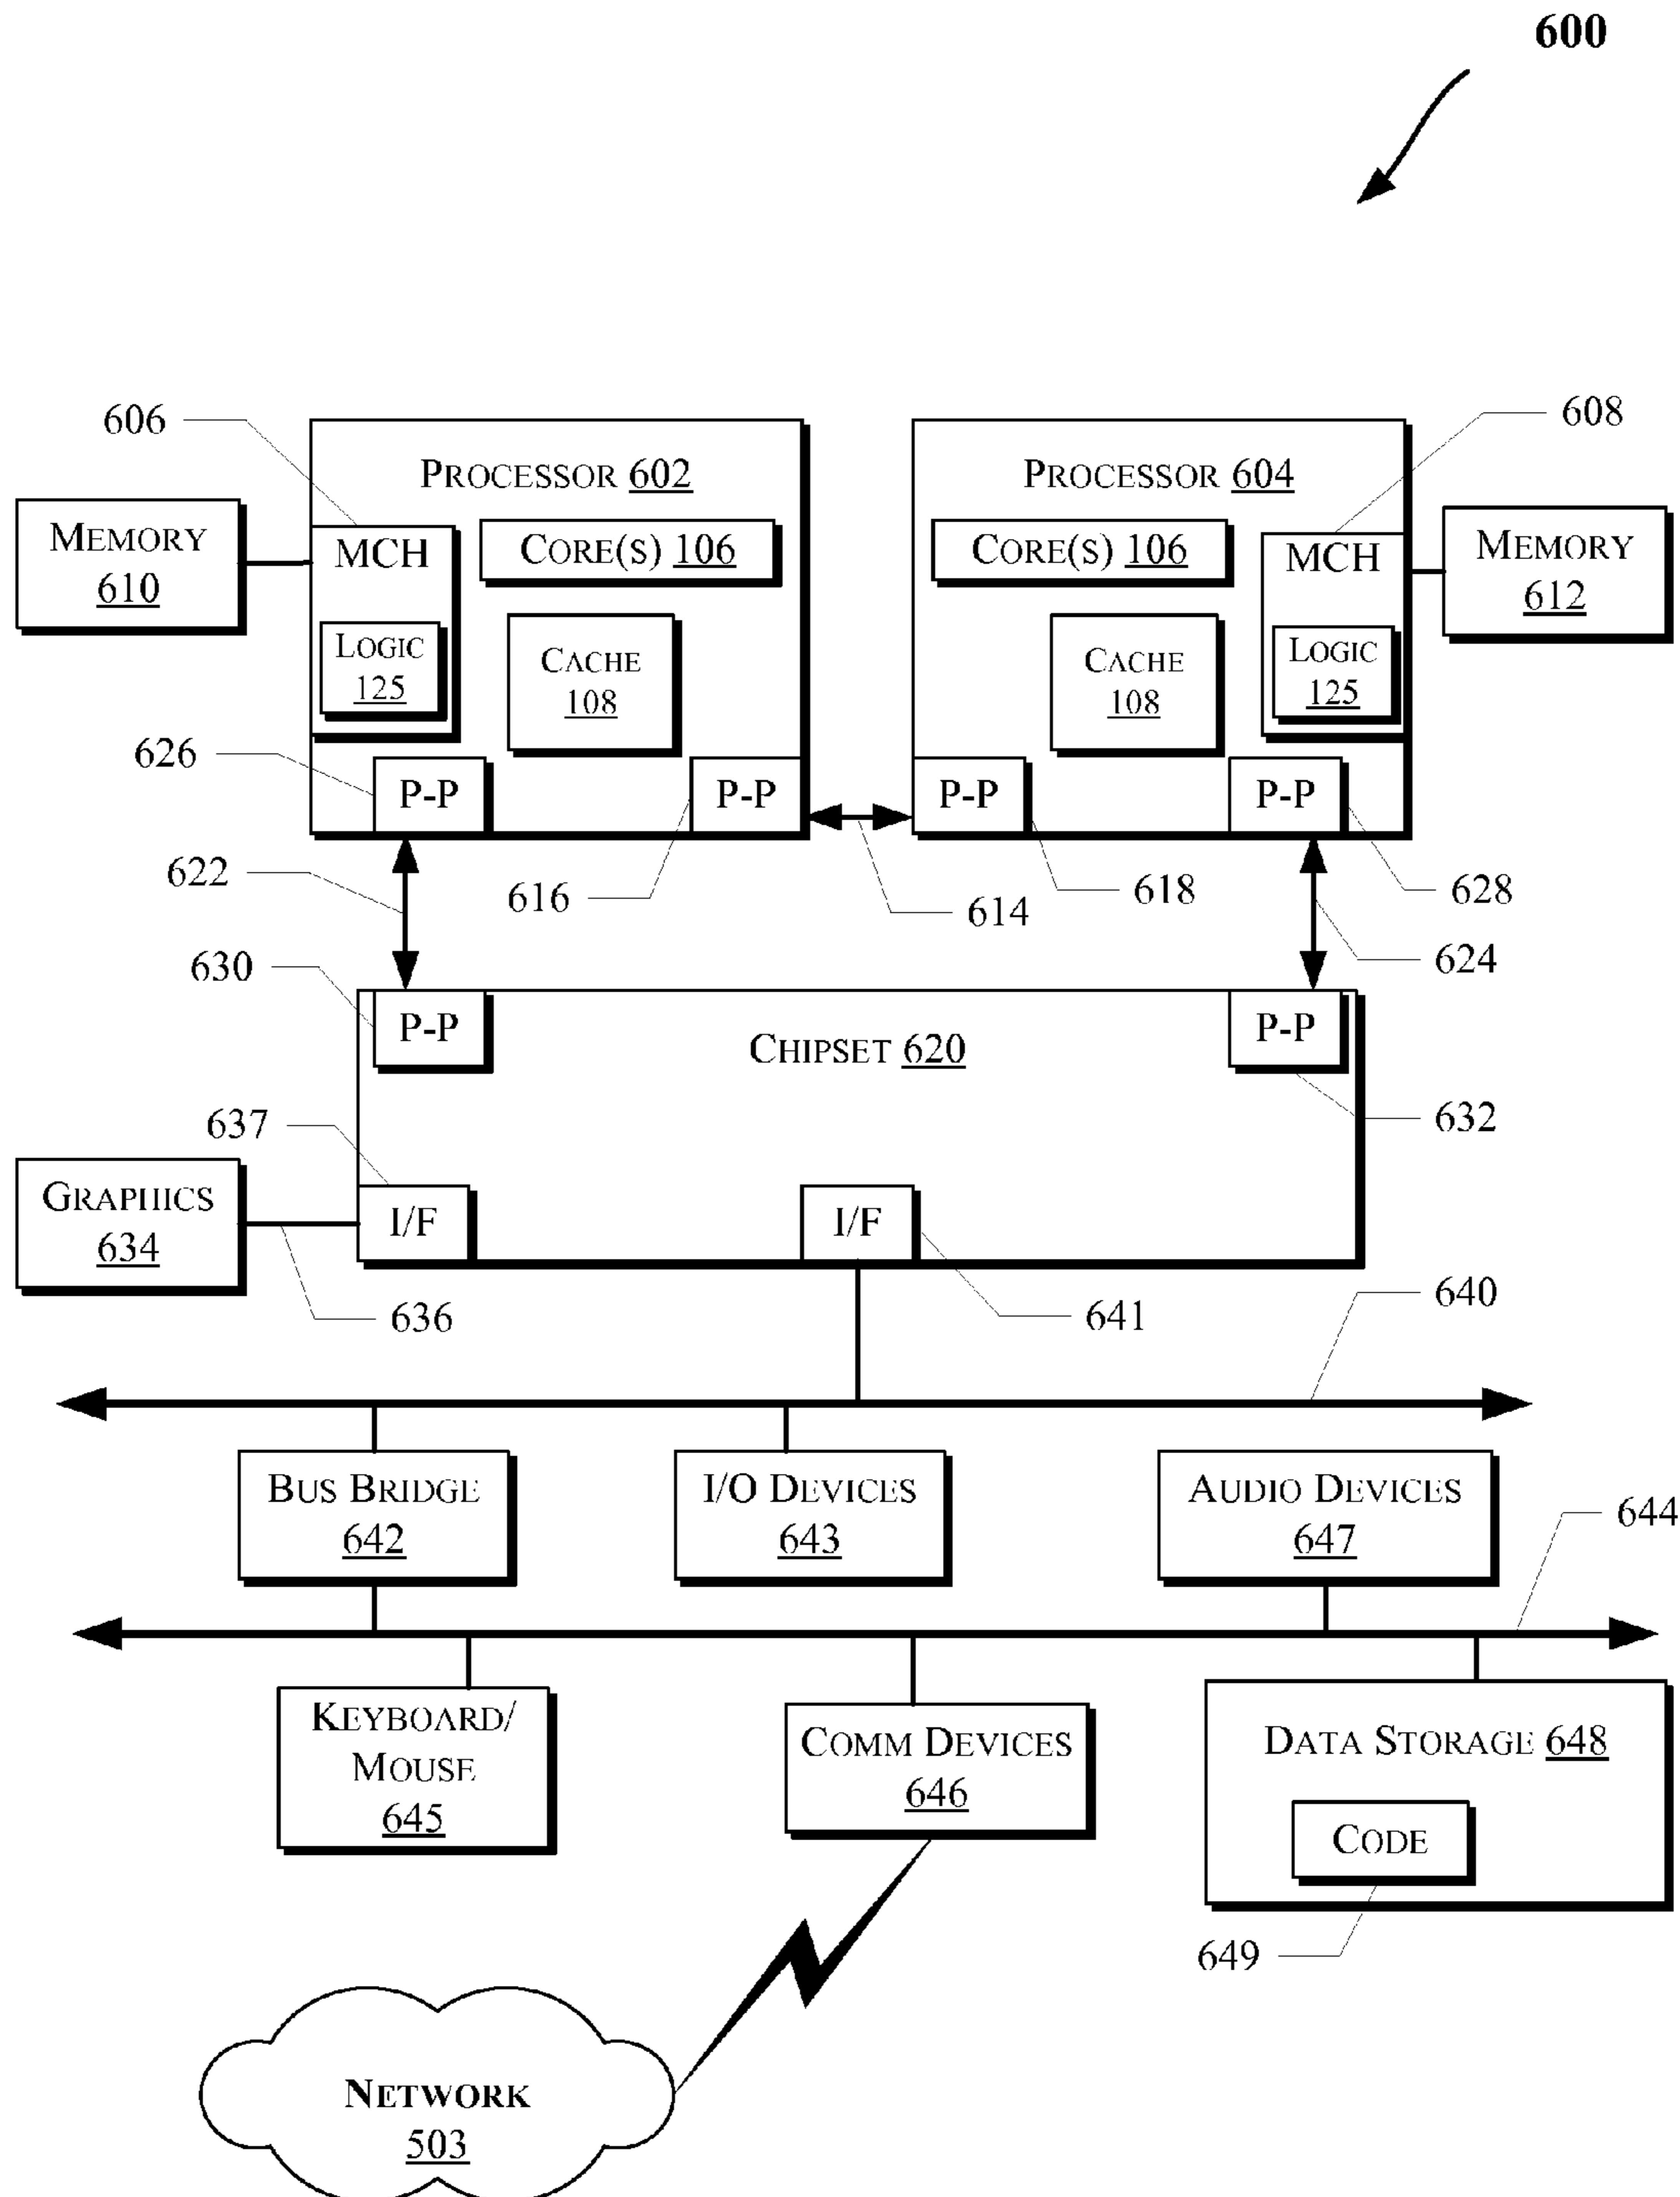 600
606
608
PROCESSOR 602
PROCESSOR 604
MEMORY
610
MCH
CORE(S) 106
CORE(S) 106
MCH
MEMORY
612
LOGIC
125
CACHE
108
CACHE
108
LOGIC
125
626
P-P
P-P
P-P
P-P
622
616
614
618
628
630
624
P-P
CHIPSET 620
P-P
637
632
GRAPHICS
634
I/F
I/F
636
641
640
BUS BRIDGE
642
I/O DEVICES
643
AUDIO DEVICES
647
644
KEYBOARD/
MOUSE
645
COMM DEVICES
646
DATA STORAGE 648
CODE
649
NETWORK
503